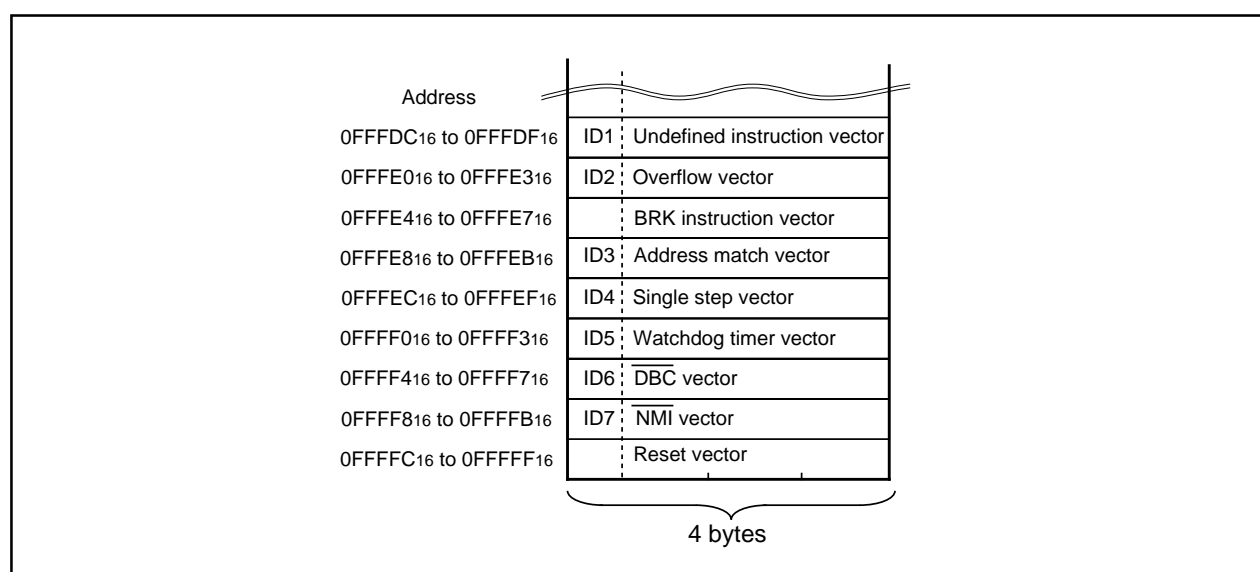 Address
0FFFDC16 to 0FFFDF16 ID1 Undefined instruction vector
0FFFE016 to 0FFFE316 ID2 Overflow vector
0FFFE416 to 0FFFE716 BRK instruction vector
0FFFE816 to 0FFFEB16 ID3 Address match vector
0FFFEC16 to 0FFFEF16 ID4 Single step vector
0FFFF016 to 0FFFF316 ID5 Watchdog timer vector
0FFFF416 to 0FFFF716 ID6 DBC vector
0FFFF816 to 0FFFFB16 ID7 NMI vector
0FFFFC16 to 0FFFFF16 Reset vector
4 bytes